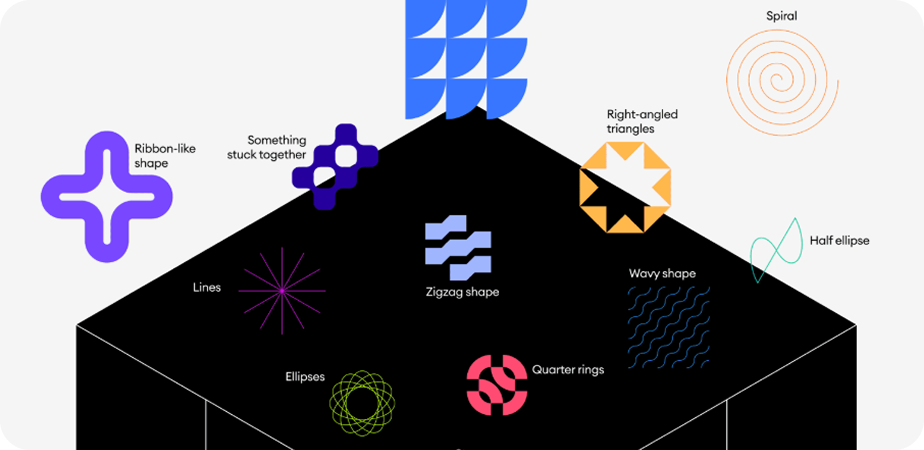 Spiral
Right-angled
triangles
Something
stuck together
Ribbon-like
shape
Half ellipse
Wavy shape
Lines
Zigzag shape
Quarter rings
Ellipses